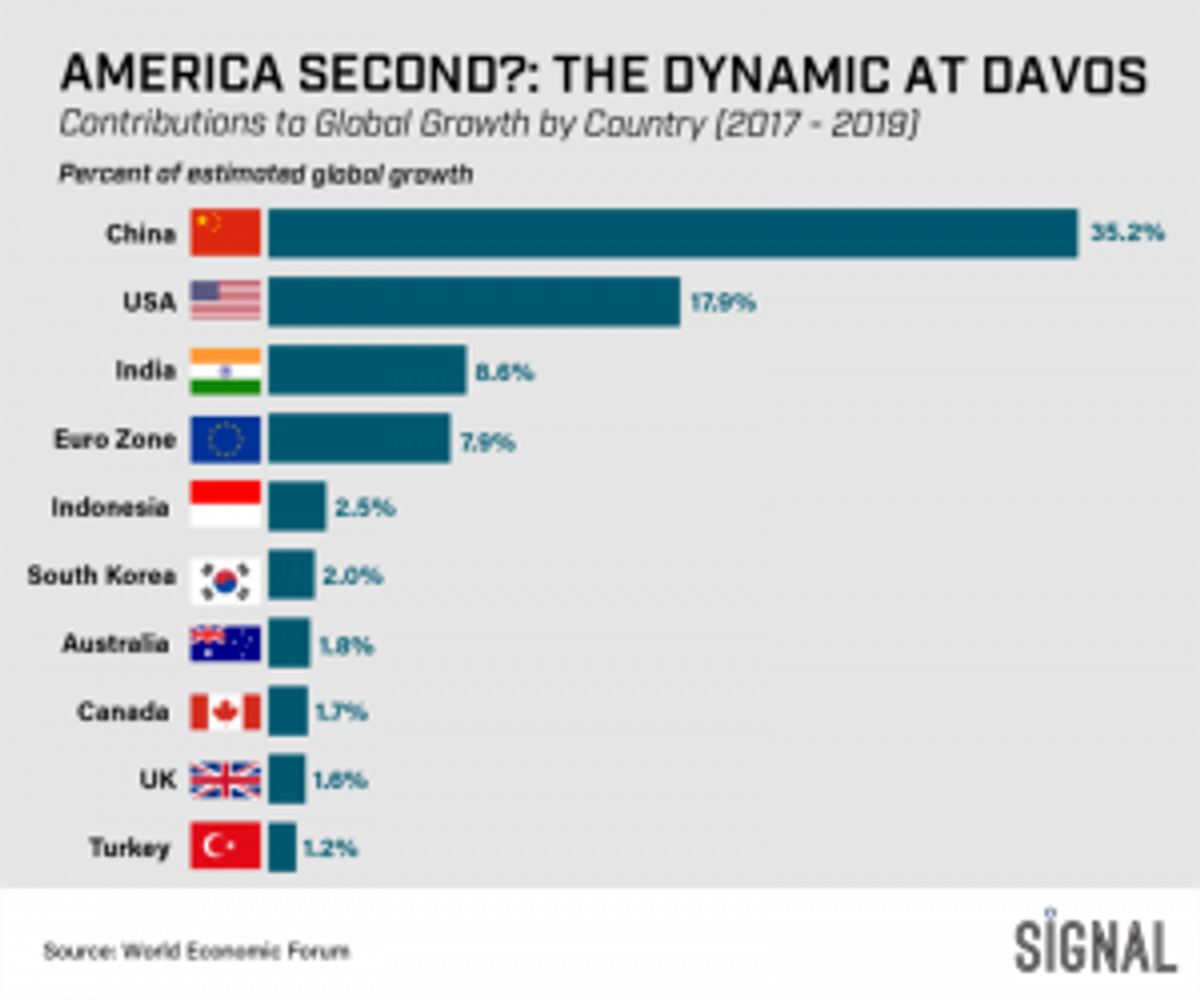 AMERICA SECOND?: THE DYNAMIC AT DAVOS
Contributions to Global Growth by Country (2017 - 2019)
Percent of estimated global growth
China 35.2%
USA 17.9%
India 8.6%
Euro Zone 7.9%
Indonesia 2.5%
South Korea 2.0%
Australia 1.8%
Canada 1.7%
UK 1.6%
Turkey 1.2%
Source: World Economic Forum
SIGNAL